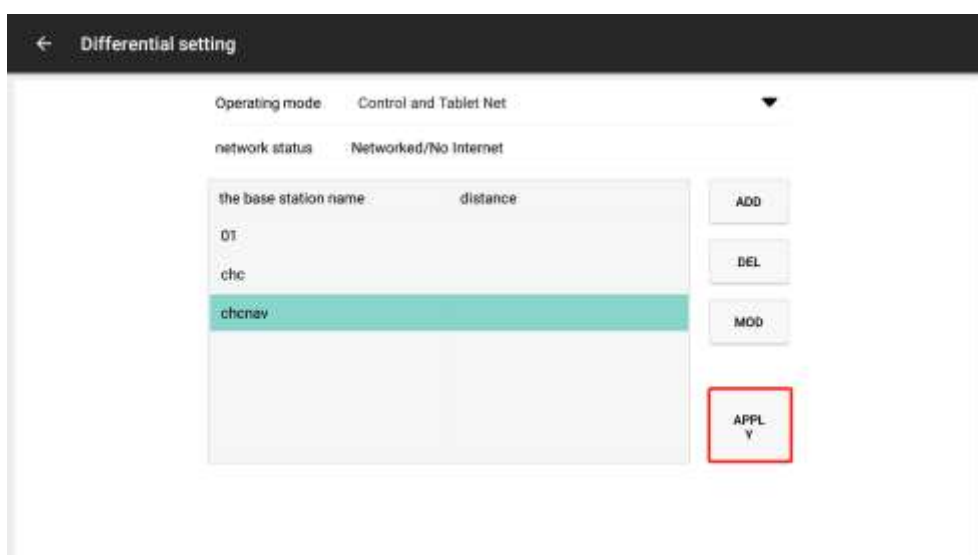 Differential setting
Operating mode Control and Tablet Net
network status Networked/No Internet
the base station name distance
01
chc
chcnav
ADD
DEL
MOD
APPL
Y